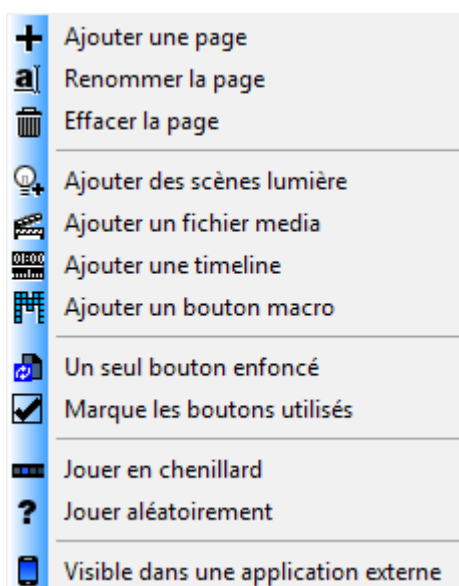 Ajouter une page
Renommer la page
Effacer la page
Ajouter des scènes lumière
Ajouter un fichier media
Ajouter une timeline
Ajouter un bouton macro
Un seul bouton enfoncé
Marque les boutons utilisés
Jouer en chenillard
Jouer aléatoirement
Visible dans une application externe